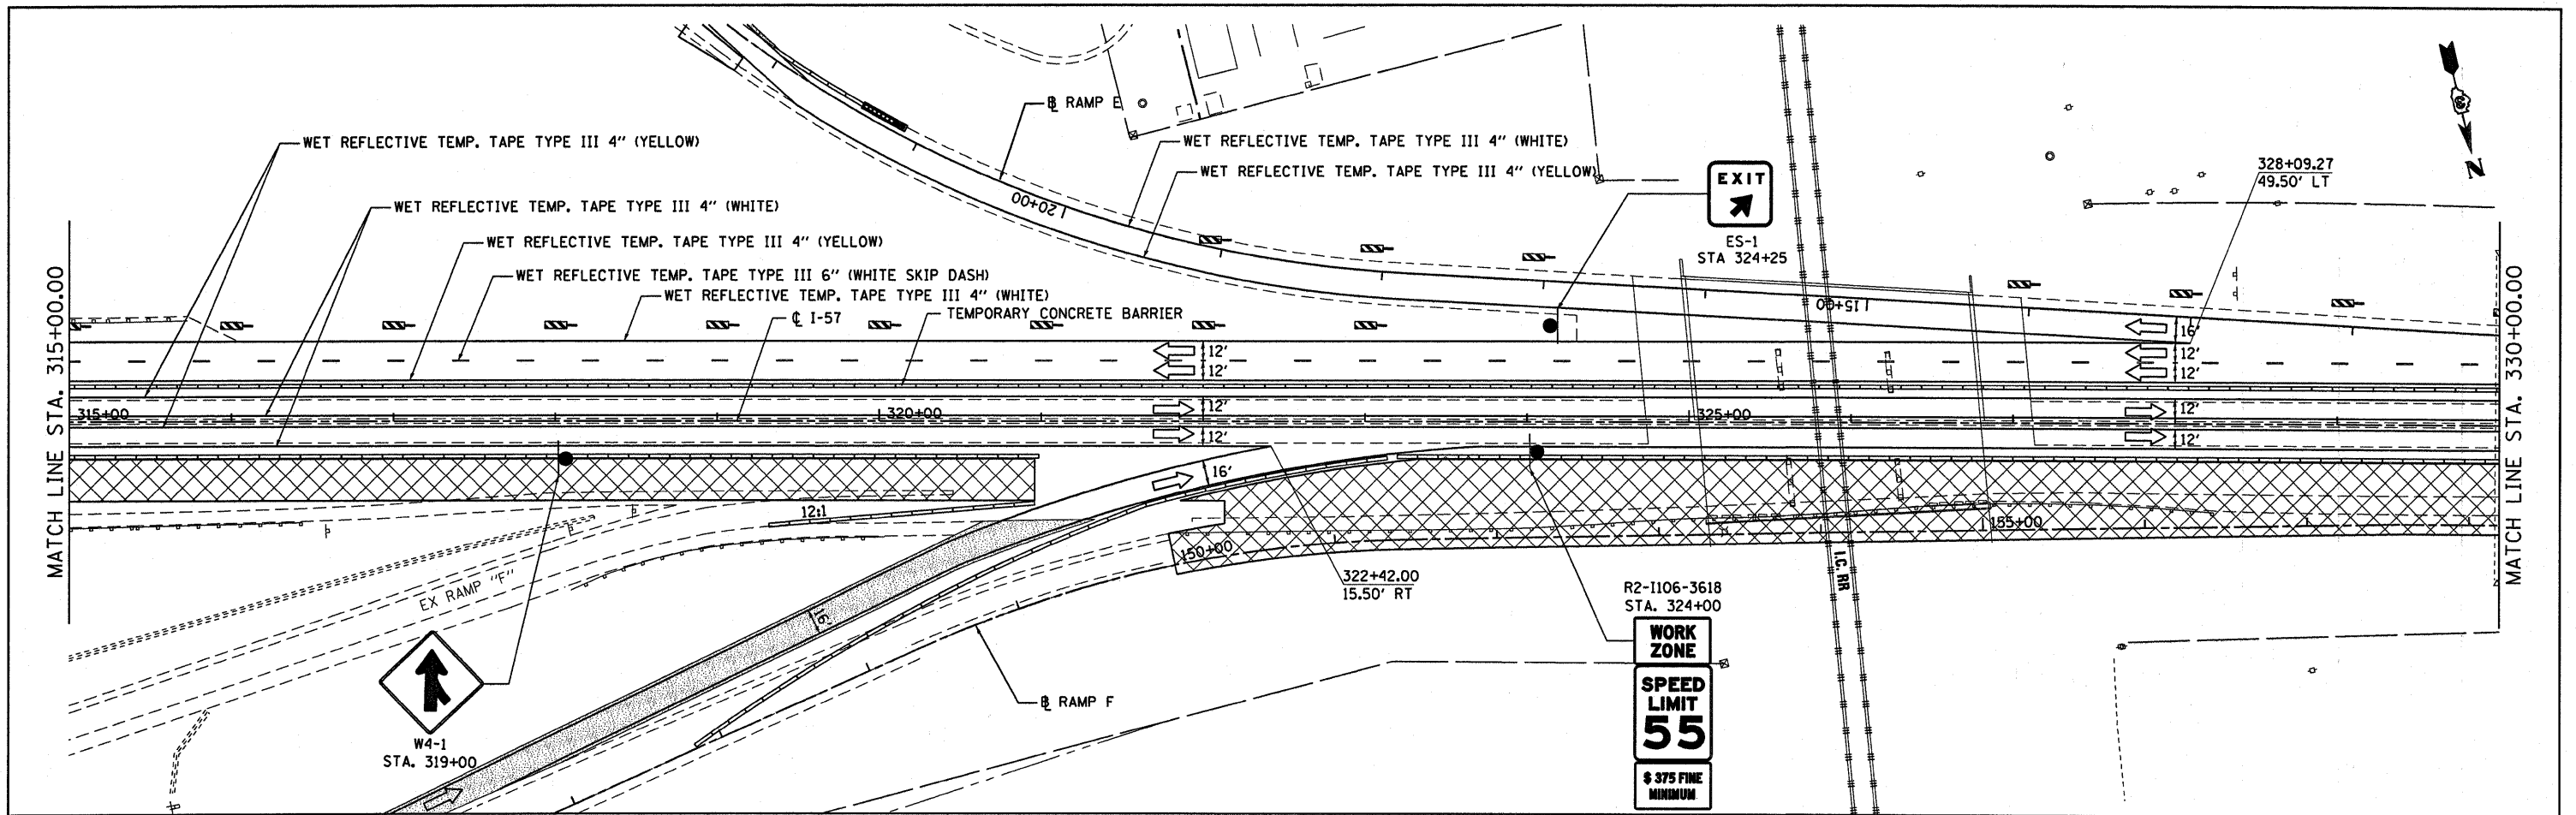 ℄ RAMP E
WET REFLECTIVE TEMP. TAPE TYPE III 4" (YELLOW)
WET REFLECTIVE TEMP. TAPE TYPE III 4" (WHITE)
WET REFLECTIVE TEMP. TAPE TYPE III 4" (YELLOW)
328+09.27
49.50' LT
EXIT
ES-1
STA 324+25
N
120+00
WET REFLECTIVE TEMP. TAPE TYPE III 4" (WHITE)
WET REFLECTIVE TEMP. TAPE TYPE III 4" (YELLOW)
WET REFLECTIVE TEMP. TAPE TYPE III 6" (WHITE SKIP DASH)
WET REFLECTIVE TEMP. TAPE TYPE III 4" (WHITE)
℄ I-57
TEMPORARY CONCRETE BARRIER
115+00
MATCH LINE STA. 315+00.00
MATCH LINE STA. 330+00.00
16'
12'
12'
12'
12'
315+00
320+00
325+00
12'
12'
12'
12'
16'
12:1
155+00
150+00
EX RAMP "F"
16'
322+42.00
15.50' RT
I.C. RR
R2-I106-3618
STA. 324+00
WORK
ZONE
SPEED
LIMIT
55
$ 375 FINE
MINIMUM
℄ RAMP F
W4-1
STA. 319+00